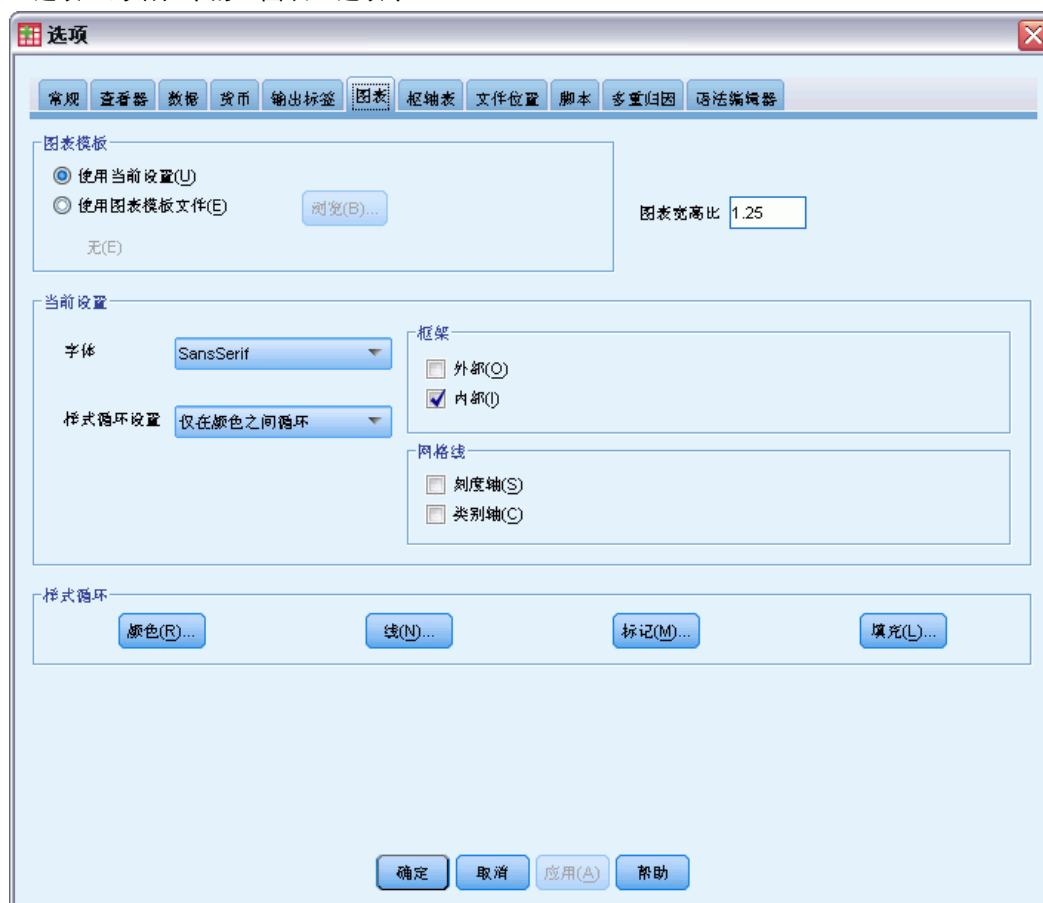 选项
常规 查看器 数据 货币 输出标签 图表 枢轴表 文件位置 脚本 多重归因 语法编辑器
图表模板
使用当前设置(U)
使用图表模板文件(E) 浏览(B)...
无(E)
图表宽高比 1.25
当前设置
字体 SansSerif
样式循环设置 仅在颜色之间循环
框架
外部(O)
内部(I)
网格线
刻度轴(S)
类别轴(C)
样式循环
颜色(R)... 线(N)... 标记(M)... 填充(L)...
确定 取消 应用(A) 帮助